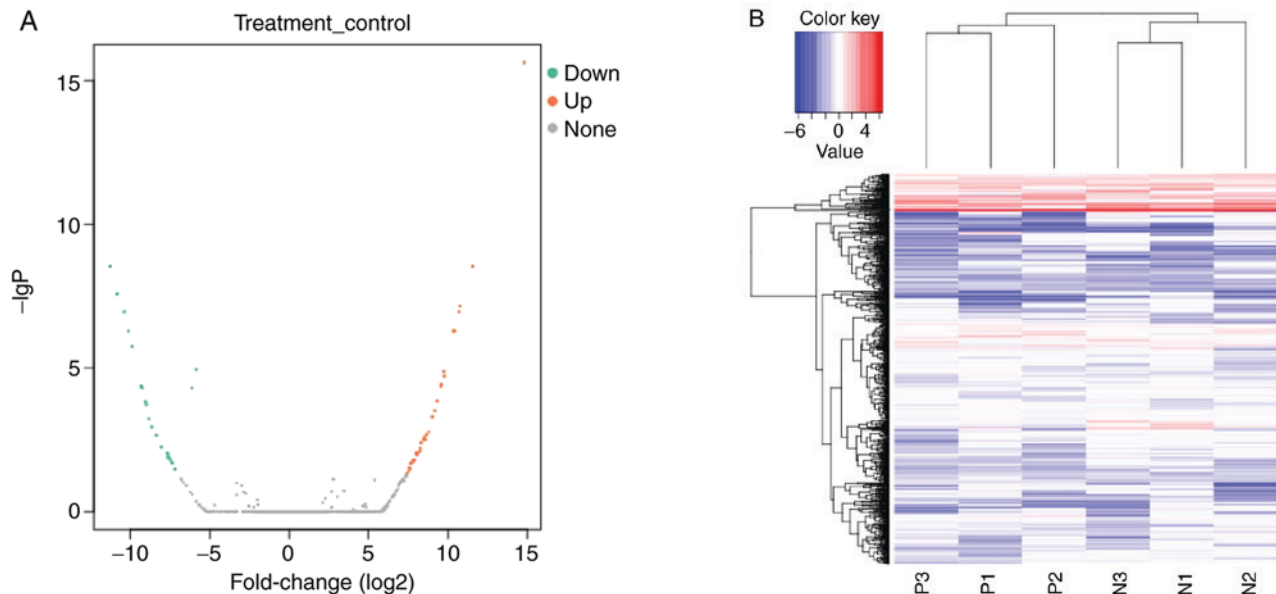 A
Treatment_control
15
10
5
0
−lgP
−10
−5
0
5
10
15
Fold-change (log2)
Down
Up
None
B
Color key
−6
0
4
Value
P3
P1
P2
N3
N1
N2